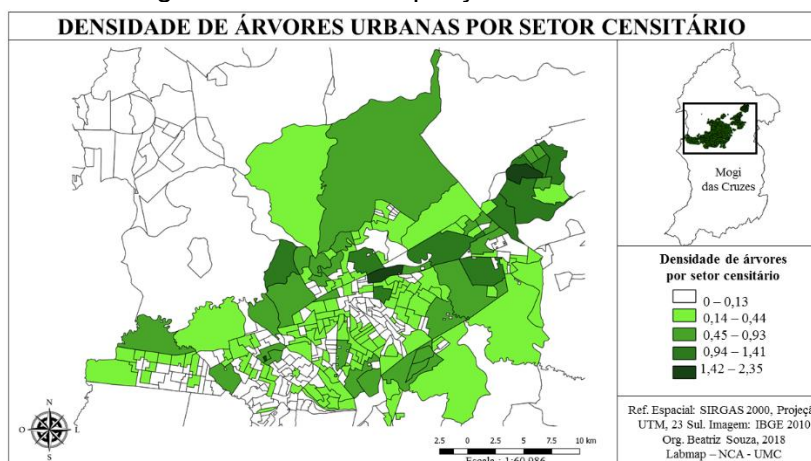 DENSIDADE DE ÁRVORES URBANAS POR SETOR CENSITÁRIO
Mogi
das Cruzes
Densidade de árvores
por setor censitário
0 – 0,13
0,14 – 0,44
0,45 – 0,93
0,94 – 1,41
1,42 – 2,35
N
O
L
S
2.5 0 2.5 5 7.5 10 km
Escala : 1:60.986
Ref. Espacial: SIRGAS 2000, Projeçã
UTM, 23 Sul. Imagem: IBGE 2010
Org. Beatriz Souza, 2018
Labmap – NCA - UMC